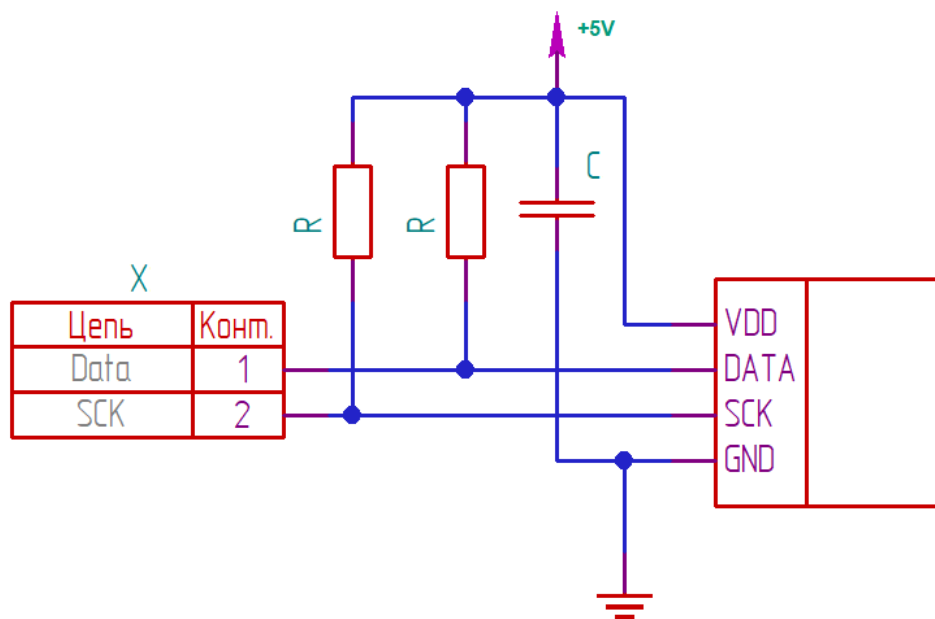 +5V
C
R
R
X
Цепь Конт.
Data 1
SCK 2
VDD
DATA
SCK
GND